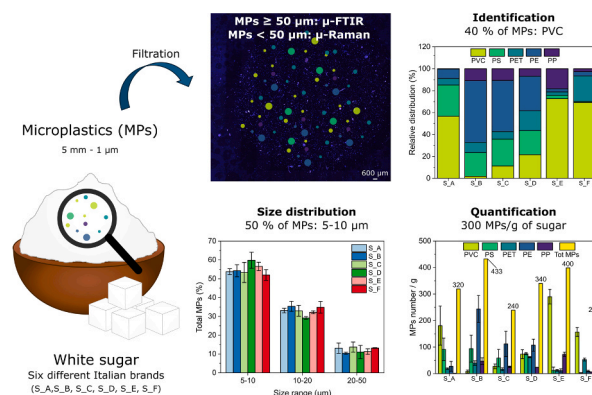 Filtration
Microplastics (MPs)
5 mm - 1 μm
White sugar
Six different Italian brands
(S_A,S_B, S_C, S_D, S_E, S_F)
MPs ≥ 50 μm: μ-FTIR
MPs < 50 μm: μ-Raman
600 μm
Identification
40 % of MPs: PVC
PVC PS PET PE PP
Relative distribution (%)
120
100
80
60
40
20
0
S_A S_B S_C S_D S_E S_F
Size distribution
50 % of MPs: 5-10 μm
Total MPs (%)
70
60
50
40
30
20
10
0
S_A
S_B
S_C
S_D
S_E
S_F
5-10 10-20 20-50
Size range (μm)
Quantification
300 MPs/g of sugar
PVC PS PET PE PP Tot MPs
MPs number / g
500
400
300
200
100
0
320 433 240 340 400 2
S_A S_B S_C S_D S_E S_F